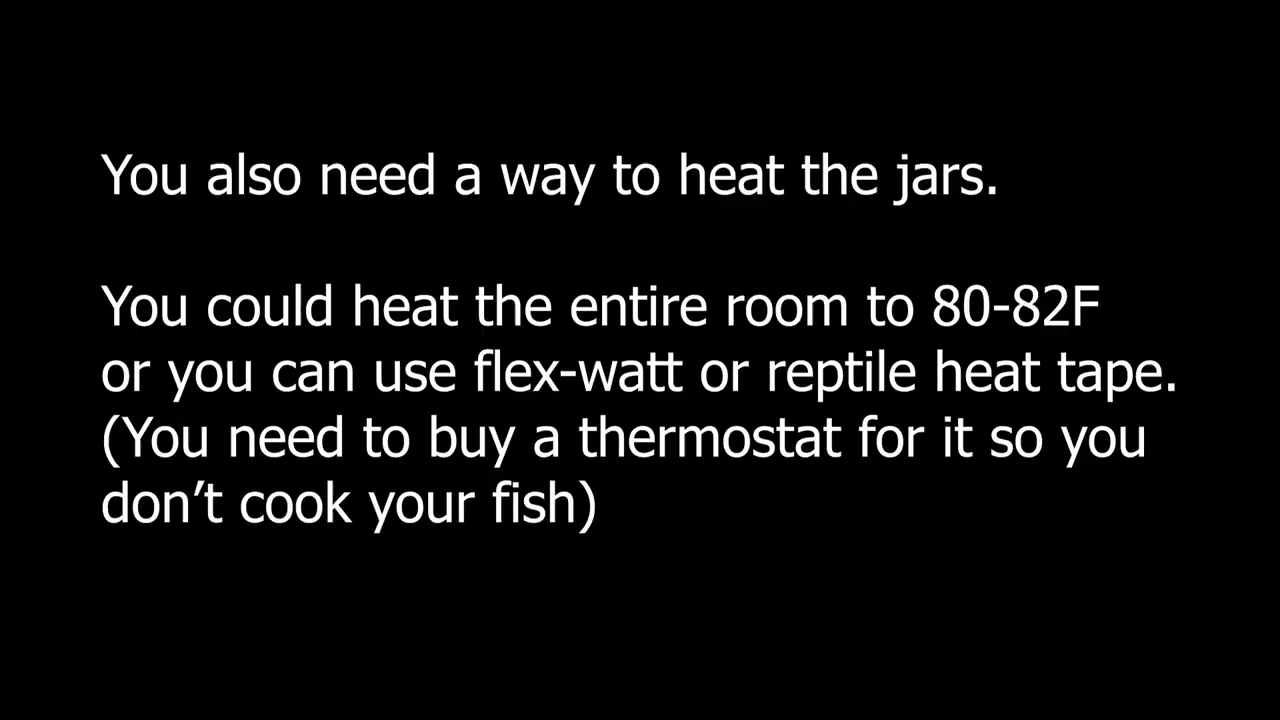 You also need a way to heat the jars.
You could heat the entire room to 80-82F
or you can use flex-watt or reptile heat tape.
(You need to buy a thermostat for it so you
don’t cook your fish)